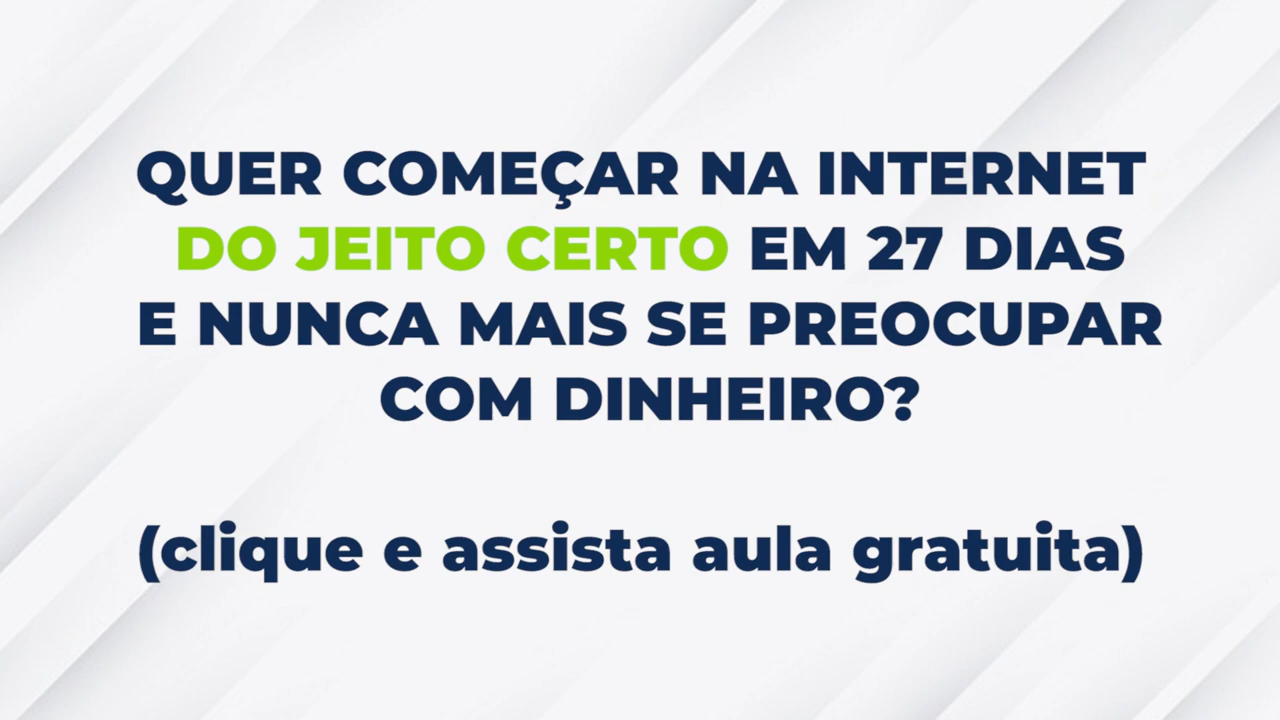 QUER COMEÇAR NA INTERNET
DO JEITO CERTO EM 27 DIAS
E NUNCA MAIS SE PREOCUPAR
COM DINHEIRO?
(clique e assista aula gratuita)